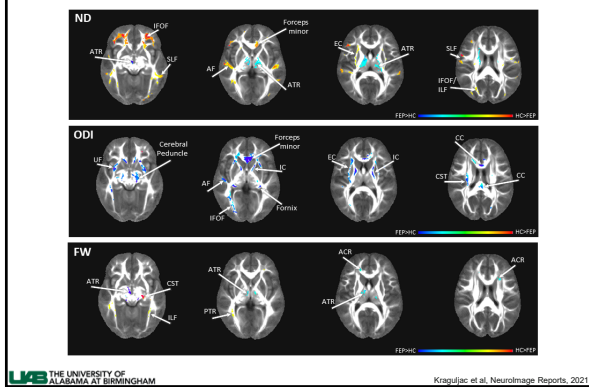 ND
IFOF
ATR
SLF
Forceps
minor
AF
ATR
EC
ATR
SLF
IFOF/
ILF
FEP>HC
HC>FEP
ODI
UF
Cerebral
Peduncle
Forceps
minor
IC
AF
IFOF
Fornix
EC
IC
CC
CST
CC
FEP>HC
HC>FEP
FW
ATR
CST
ILF
ATR
PTR
ACR
ATR
ACR
FEP>HC
HC>FEP
UAB THE UNIVERSITY OF
ALABAMA AT BIRMINGHAM
Kraguljac et al, NeuroImage Reports, 2021